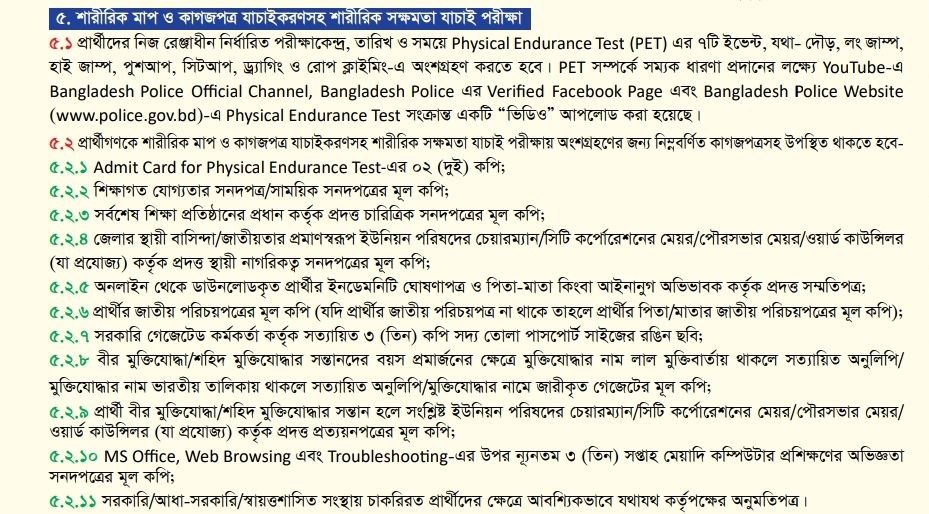 ৫. শারীরিক মাপ ও কাগজপত্র যাচাইকরণসহ শারীরিক সক্ষমতা যাচাই পরীক্ষা
৫.১ প্রার্থীদের নিজ রেঞ্জাধীন নির্ধারিত পরীক্ষাকেন্দ্র, তারিখ ও সময়ে Physical Endurance Test (PET) এর ৭টি ইভেন্ট, যথা- দৌড়, লং জাম্প,
হাই জাম্প, পুশআপ, সিটআপ, ড্র্যাগিং ও রোপ ক্লাইমিং-এ অংশগ্রহণ করতে হবে। PET সম্পর্কে সম্যক ধারণা প্রদানের লক্ষ্যে YouTube-এ
Bangladesh Police Official Channel, Bangladesh Police এর Verified Facebook Page এবং Bangladesh Police Website
(www.police.gov.bd)-এ Physical Endurance Test সংক্রান্ত একটি “ভিডিও” আপলোড করা হয়েছে।
৫.২ প্রার্থীগণকে শারীরিক মাপ ও কাগজপত্র যাচাইকরণসহ শারীরিক সক্ষমতা যাচাই পরীক্ষায় অংশগ্রহণের জন্য নিম্নবর্ণিত কাগজপত্রসহ উপস্থিত থাকতে হবে-
৫.২.১ Admit Card for Physical Endurance Test-এর ০২ (দুই) কপি;
৫.২.২ শিক্ষাগত যোগ্যতার সনদপত্র/সাময়িক সনদপত্রের মূল কপি;
৫.২.৩ সর্বশেষ শিক্ষা প্রতিষ্ঠানের প্রধান কর্তৃক প্রদত্ত চারিত্রিক সনদপত্রের মূল কপি;
৫.২.৪ জেলার স্থায়ী বাসিন্দা/জাতীয়তার প্রমাণস্বরূপ ইউনিয়ন পরিষদের চেয়ারম্যান/সিটি কর্পোরেশনের মেয়র/পৌরসভার মেয়র/ওয়ার্ড কাউন্সিলর
(যা প্রযোজ্য) কর্তৃক প্রদত্ত স্থায়ী নাগরিকত্ব সনদপত্রের মূল কপি;
৫.২.৫ অনলাইন থেকে ডাউনলোডকৃত প্রার্থীর ইনডেমনিটি ঘোষণাপত্র ও পিতা-মাতা কিংবা আইনানুগ অভিভাবক কর্তৃক প্রদত্ত সম্মতিপত্র;
৫.২.৬ প্রার্থীর জাতীয় পরিচয়পত্রের মূল কপি (যদি প্রার্থীর জাতীয় পরিচয়পত্র না থাকে তাহলে প্রার্থীর পিতা/মাতার জাতীয় পরিচয়পত্রের মূল কপি);
৫.২.৭ সরকারি গেজেটেড কর্মকর্তা কর্তৃক সত্যায়িত ৩ (তিন) কপি সদ্য তোলা পাসপোর্ট সাইজের রঙিন ছবি;
৫.২.৮ বীর মুক্তিযোদ্ধা/শহিদ মুক্তিযোদ্ধার সন্তানদের বয়স প্রমার্জনের ক্ষেত্রে মুক্তিযোদ্ধার নাম লাল মুক্তিবার্তায় থাকলে সত্যায়িত অনুলিপি/
মুক্তিযোদ্ধার নাম ভারতীয় তালিকায় থাকলে সত্যায়িত অনুলিপি/মুক্তিযোদ্ধার নামে জারীকৃত গেজেটের মূল কপি;
৫.২.৯ প্রার্থী বীর মুক্তিযোদ্ধা/শহিদ মুক্তিযোদ্ধার সন্তান হলে সংশ্লিষ্ট ইউনিয়ন পরিষদের চেয়ারম্যান/সিটি কর্পোরেশনের মেয়র/পৌরসভার মেয়র/
ওয়ার্ড কাউন্সিলর (যা প্রযোজ্য) কর্তৃক প্রদত্ত প্রত্যয়নপত্রের মূল কপি;
৫.২.১০ MS Office, Web Browsing এবং Troubleshooting-এর উপর ন্যূনতম ৩ (তিন) সপ্তাহ মেয়াদি কম্পিউটার প্রশিক্ষণের অভিজ্ঞতা
সনদপত্রের মূল কপি;
৫.২.১১ সরকারি/আধা-সরকারি/স্বায়ত্তশাসিত সংস্থায় চাকরিরত প্রার্থীদের ক্ষেত্রে আবশ্যিকভাবে যথাযথ কর্তৃপক্ষের অনুমতিপত্র।